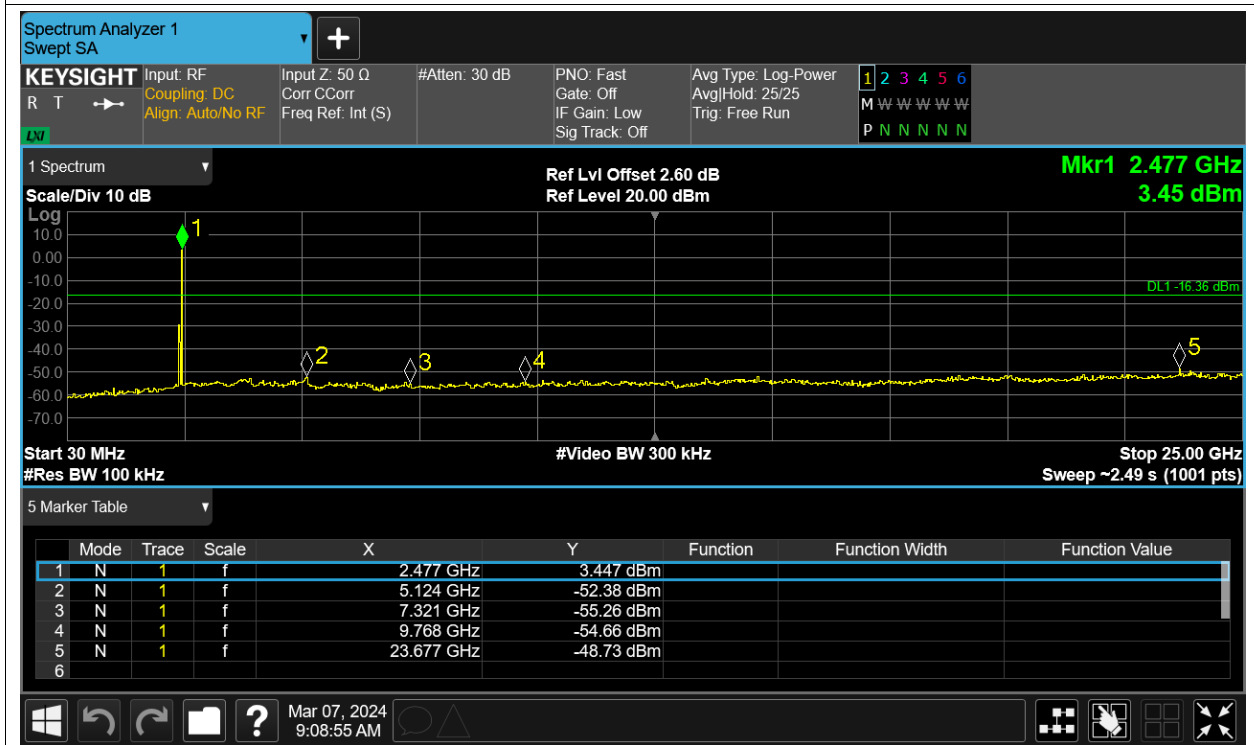 Spectrum Analyzer 1
Swept SA
KEYSIGHT
R T
LXI
Input: RF
Coupling: DC
Align: Auto/No RF
Input Z: 50 Ω
Corr CCorr
Freq Ref: Int (S)
#Atten: 30 dB
PNO: Fast
Gate: Off
IF Gain: Low
Sig Track: Off
Avg Type: Log-Power
Avg|Hold: 25/25
Trig: Free Run
1 2 3 4 5 6
M W W W W W
P N N N N N
1 Spectrum
Scale/Div 10 dB
Ref Lvl Offset 2.60 dB
Ref Level 20.00 dBm
Mkr1 2.477 GHz
3.45 dBm
Log
10.0
0.00
-10.0
-20.0
-30.0
-40.0
-50.0
-60.0
-70.0
1
2
3
4
5
DL1 -16.36 dBm
Start 30 MHz
#Res BW 100 kHz
#Video BW 300 kHz
Stop 25.00 GHz
Sweep ~2.49 s (1001 pts)
5 Marker Table
Mode Trace Scale X Y Function Function Width Function Value
1 N 1 f 2.477 GHz 3.447 dBm
2 N 1 f 5.124 GHz -52.38 dBm
3 N 1 f 7.321 GHz -55.26 dBm
4 N 1 f 9.768 GHz -54.66 dBm
5 N 1 f 23.677 GHz -48.73 dBm
6
?
Mar 07, 2024
9:08:55 AM